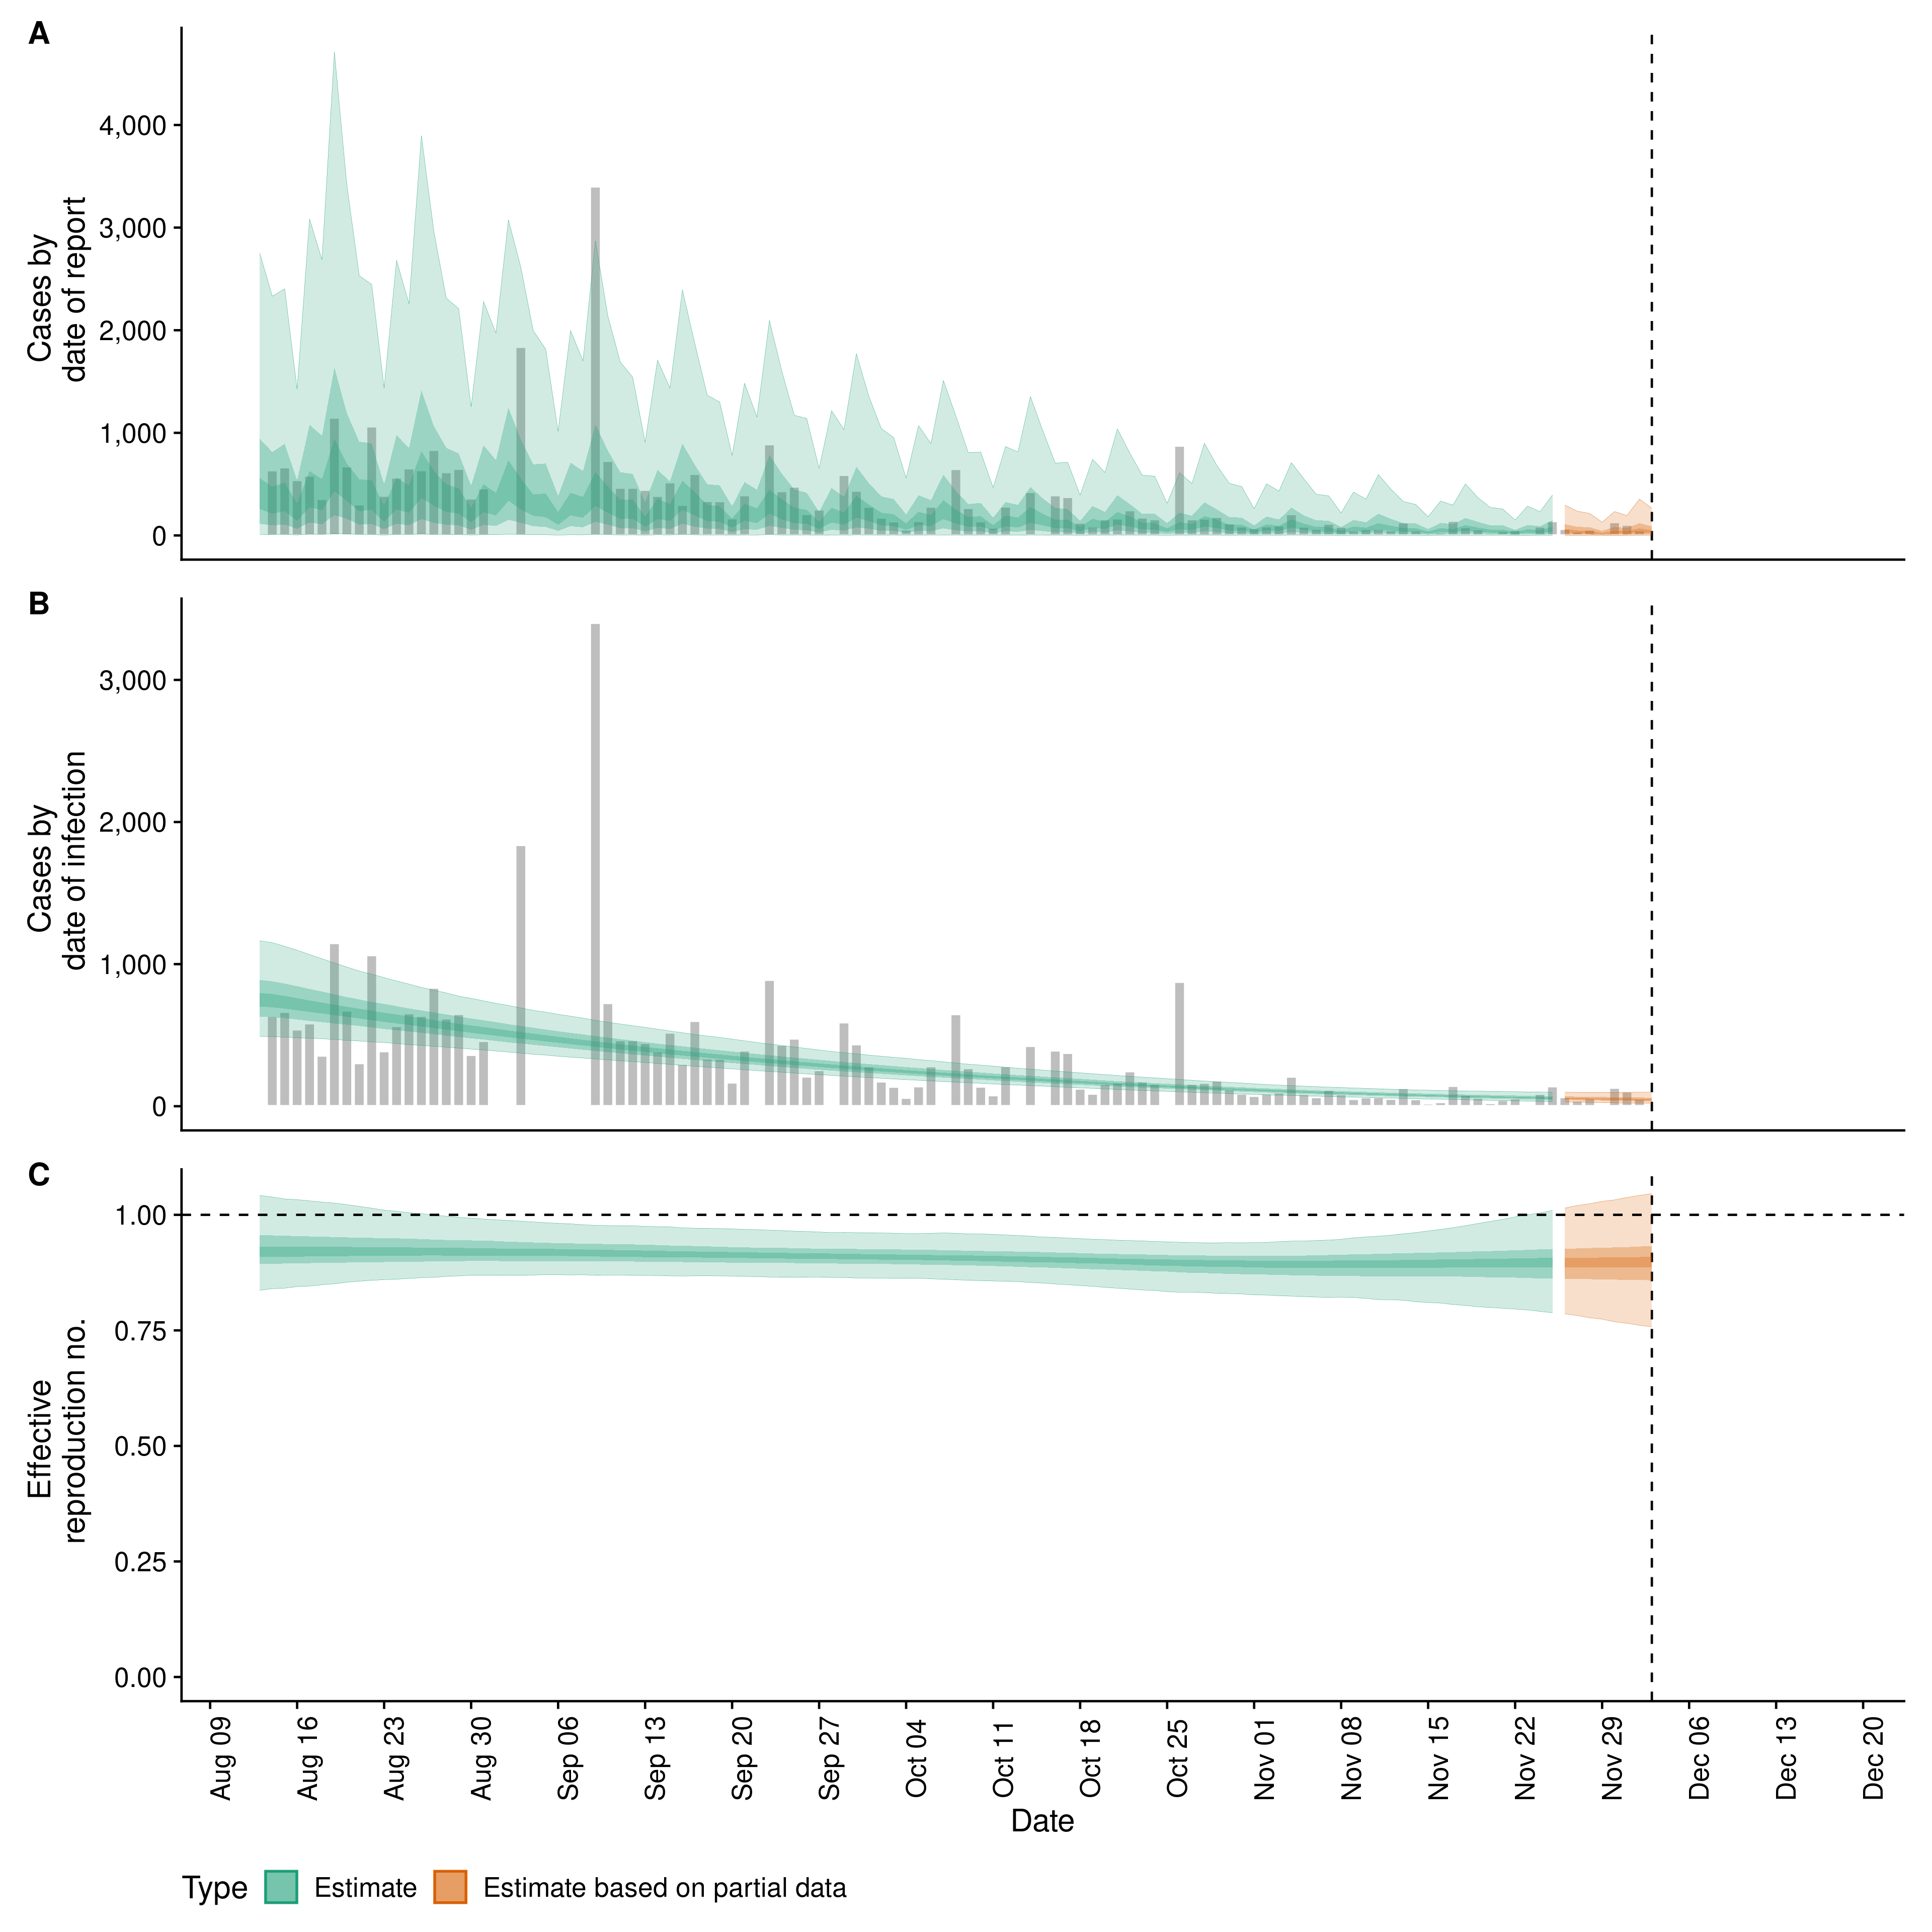 A
Cases by
date of report
4,000
3,000
2,000
1,000
0
B
Cases by
date of infection
3,000
2,000
1,000
0
C
Effective
reproduction no.
1.00
0.75
0.50
0.25
0.00
Aug 09
Aug 16
Aug 23
Aug 30
Sep 06
Sep 13
Sep 20
Sep 27
Oct 04
Oct 11
Oct 18
Oct 25
Nov 01
Nov 08
Nov 15
Nov 22
Nov 29
Dec 06
Dec 13
Dec 20
Date
Type Estimate Estimate based on partial data